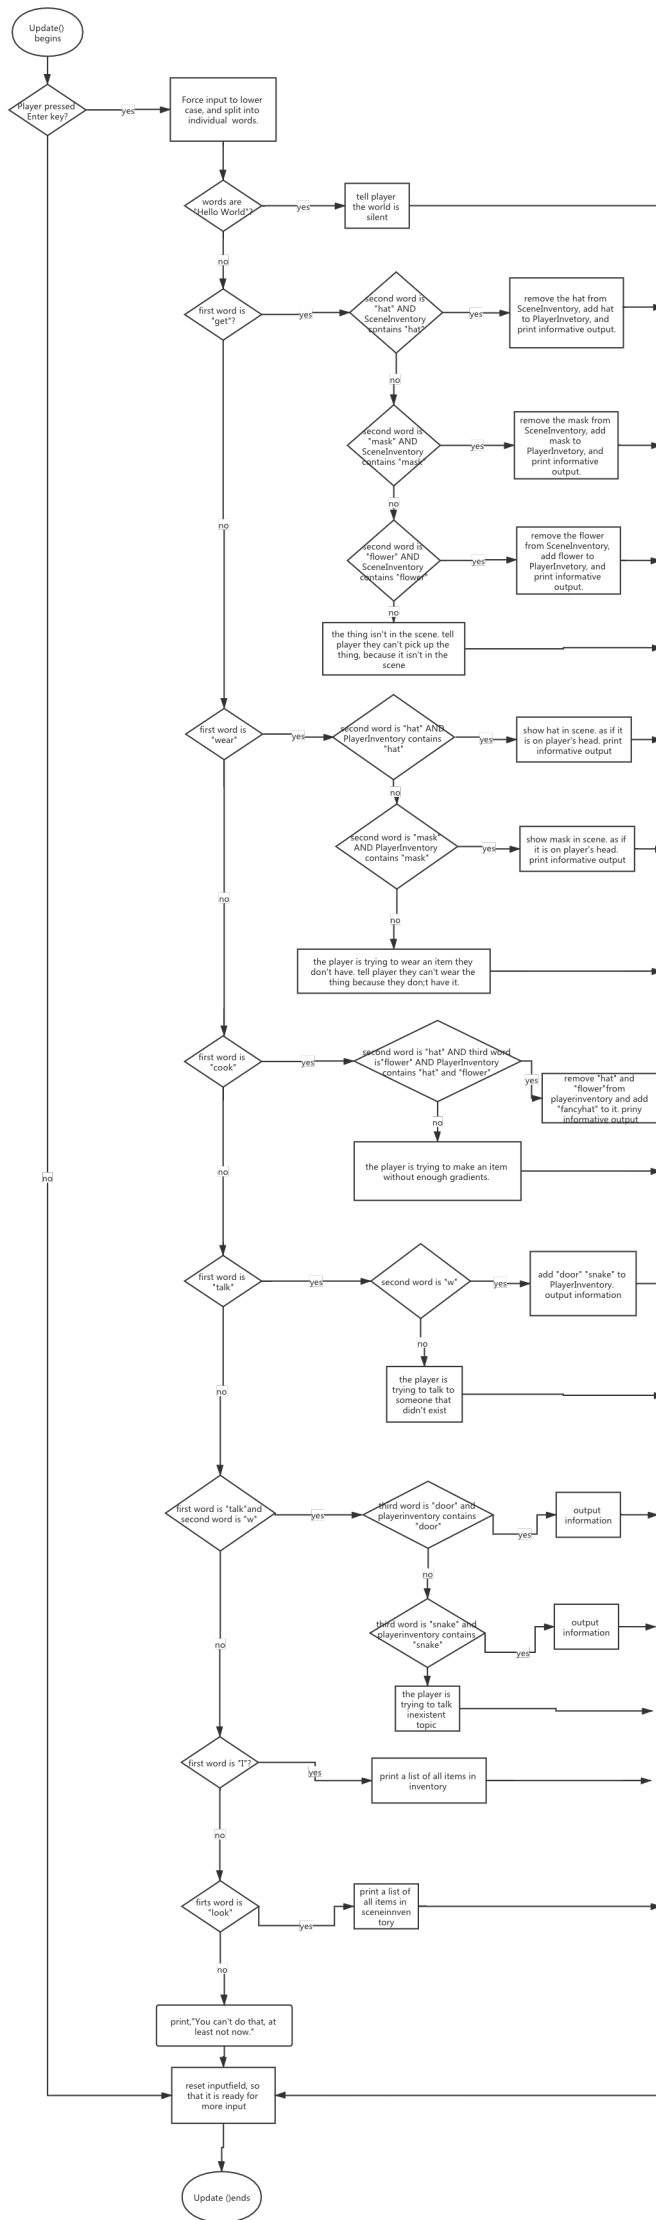 Update()
begins
Player pressed
Enter key?
yes
Force input to lower
case, and split into
individual  words.
words are
"Hello World"?
yes
tell player
the world is
silent
no
first word is
"get"?
yes
second word is
"hat" AND
SceneInventory
contains "hat"
yes
remove the hat from
SceneInventory, add hat
to PlayerInvetory, and
print informative output.
no
second word is
"mask" AND
SceneInventory
contains "mask"
yes
remove the mask from
SceneInventory, add
mask to
PlayerInvetory, and
print informative
output.
no
no
second word is
"flower" AND
SceneInventory
contains "flower"
yes
remove the flower
from SceneInventory,
add flower to
PlayerInvetory, and
print informative
output.
no
the thing isn't in the scene. tell
player they can't pick up the
thing, because it isn't in the
scene
first word is
"wear"
yes
second word is "hat" AND
PlayerInventory contains
"hat"
yes
show hat in scene. as if it
is on player's head. print
informative output
no
second word is "mask"
AND PlayerInventory
contains "mask"
yes
show mask in scene. as if
it is on player's head.
print informative output
no
no
the player is trying to wear an item they
don't have. tell player they can't wear the
thing because they don;t have it.
first word is
"cook"
yes
second word is "hat" AND third word
is"flower" AND PlayerInventory
contains "hat" and "flower"
yes
remove "hat" and
"flower"from
playerinventory and add
"fancyhat" to it. priny
informative output
no
no
the player is trying to make an item
without enough gradients.
no
first word is
"talk"
yes
second word is "w"
yes
add "door" "snake" to
PlayerInventory.
output information
no
the player is
trying to talk to
someone that
didn't exist
no
first word is "talk"and
second word is "w"
yes
third word is "door" and
playerinventory contains
"door"
yes
output
information
no
third word is "snake" and
playerinventory contains
"snake"
yes
output
information
no
the player is
trying to talk
inexistent
topic
first word is "I"?
yes
print a list of all items in
inventory
no
firts word is
"look"
yes
print a list of
all items in
sceneinnven
tory
no
print,"You can't do that, at
least not now."
reset inputfield, so
that it is ready for
more input
Update ()ends